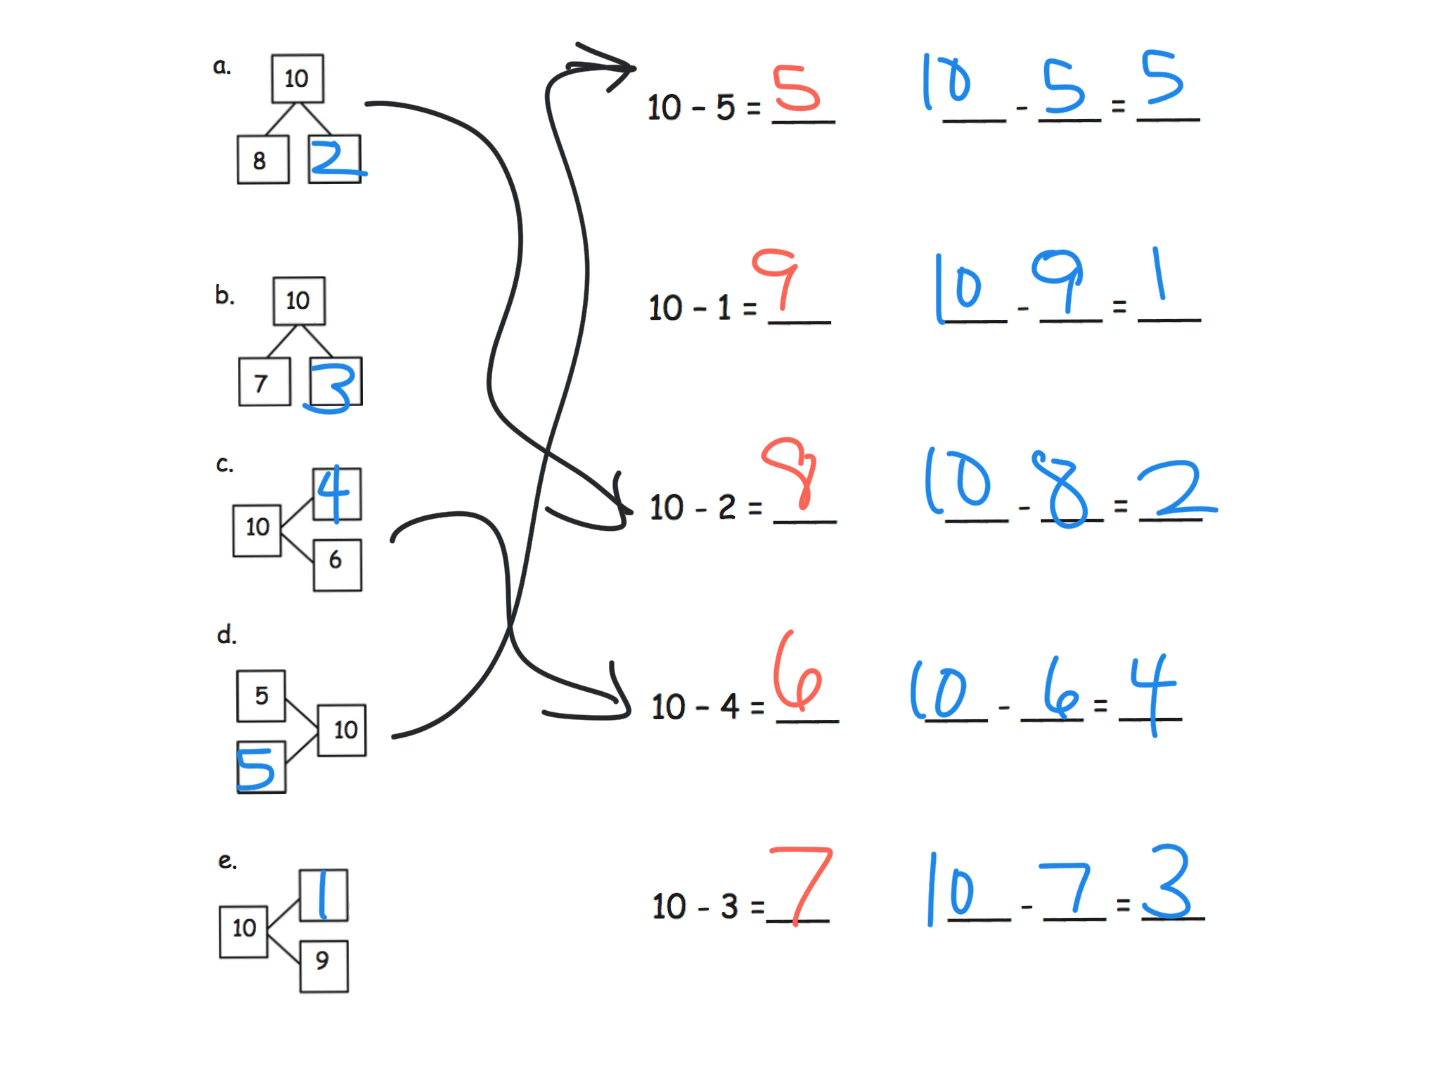 a.
10
8 2
10 - 5 = 5 10 - 5 = 5
b.
10
7 3
10 - 1 = 9 10 - 9 = 1
c.
4
10
6
10 - 2 = 8 10 - 8 = 2
d.
5
10
5
10 - 4 = 6 10 - 6 = 4
e.
1
10
9
10 - 3 = 7 10 - 7 = 3